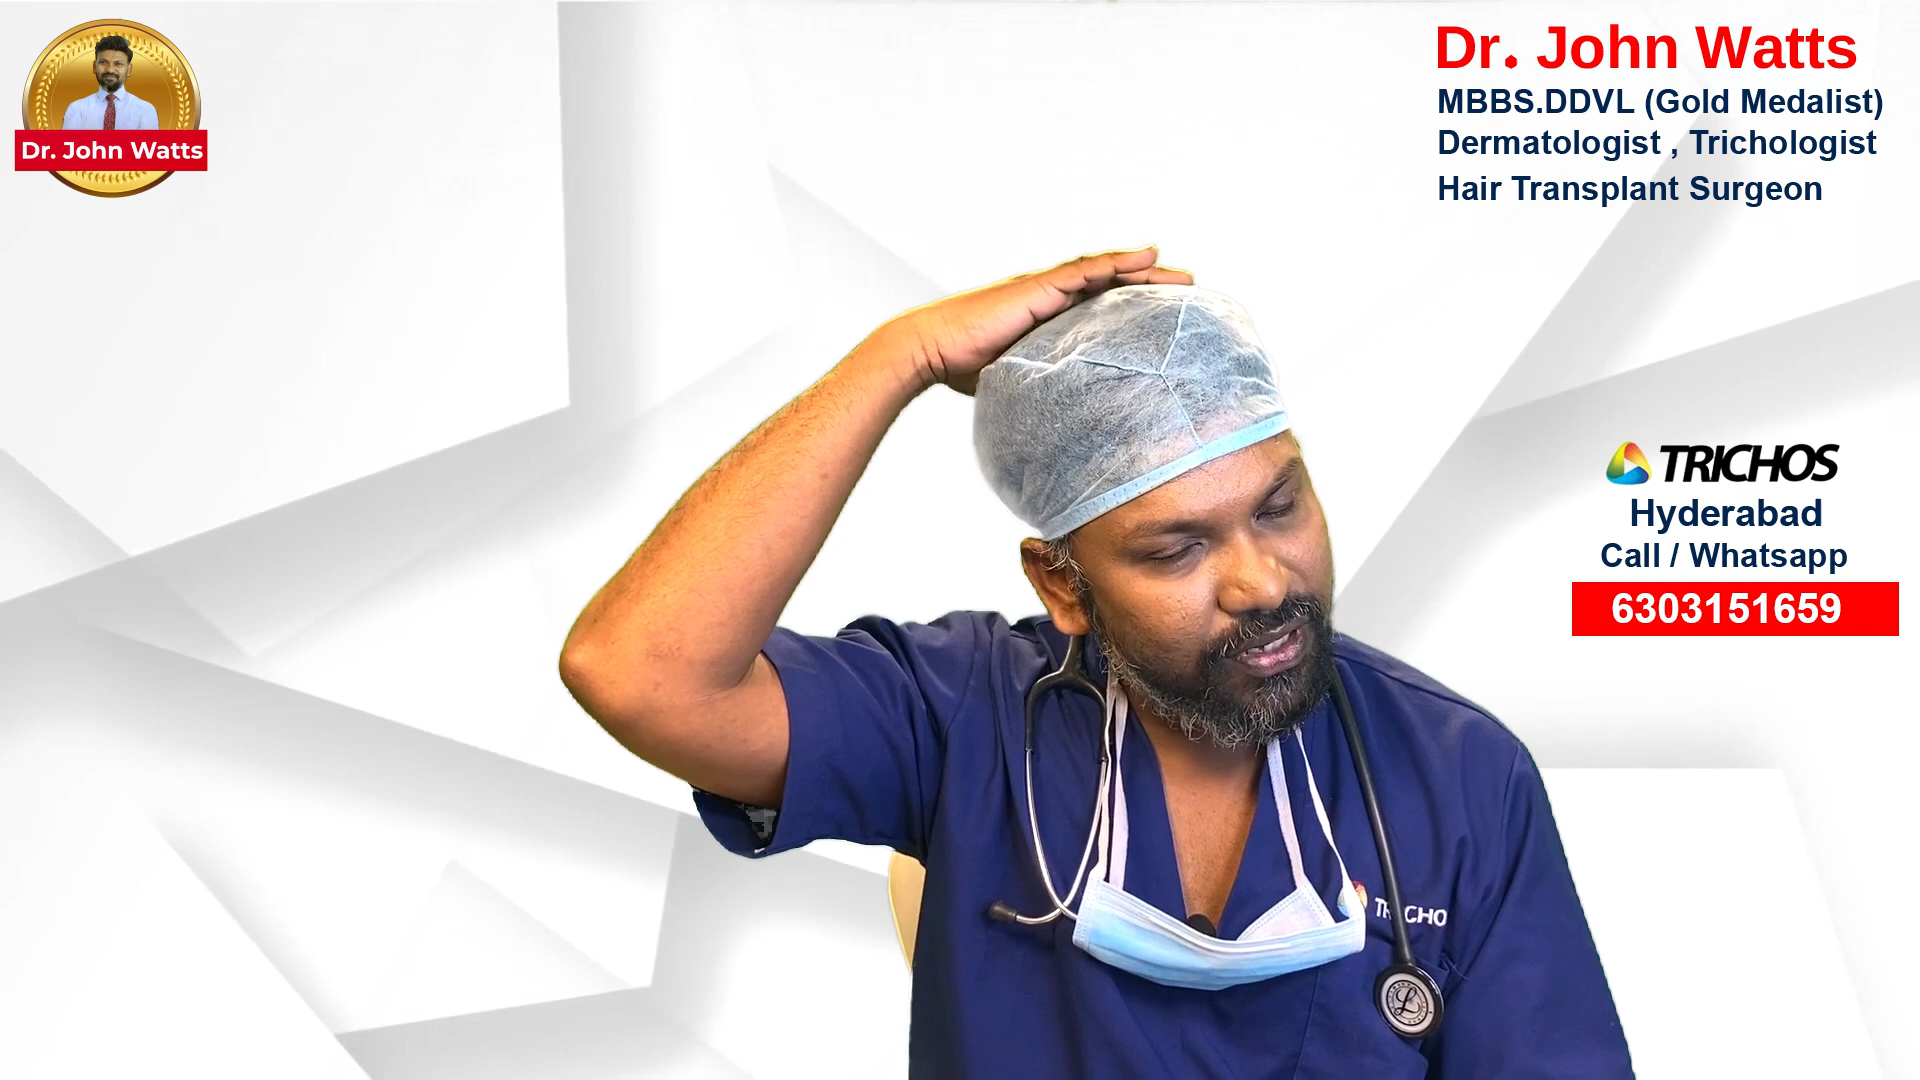 Dr. John Watts
Dr. John Watts
MBBS.DDVL (Gold Medalist)
Dermatologist , Trichologist
Hair Transplant Surgeon
TRICHOS
Hyderabad
Call / Whatsapp
6303151659